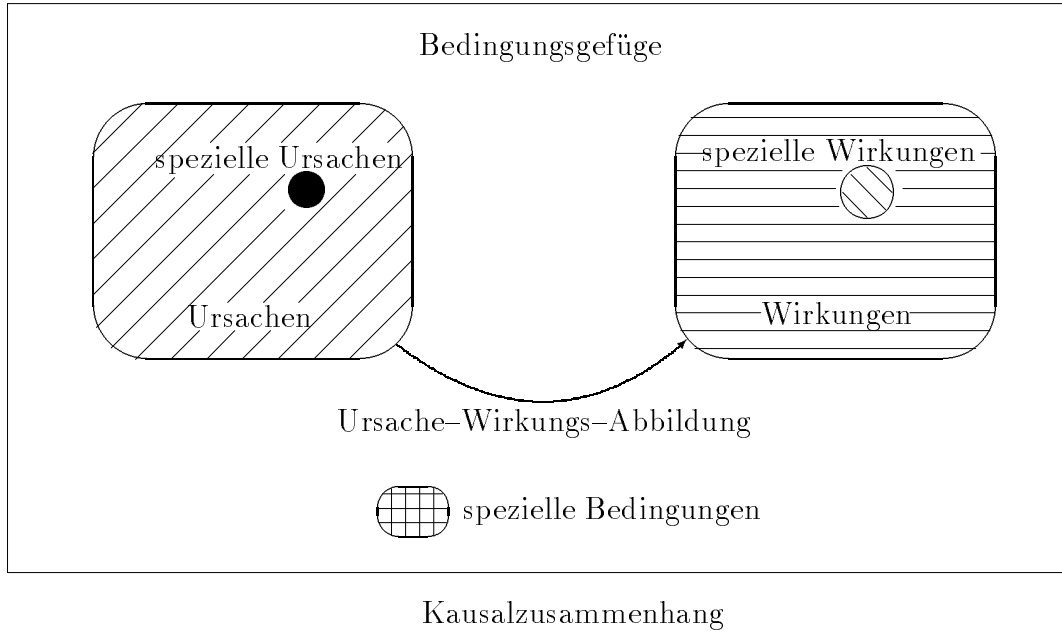 Bedingungsgefüge
spezielle Ursachen
spezielle Wirkungen
Ursachen
Wirkungen
Ursache–Wirkungs–Abbildung
spezielle Bedingungen
Kausalzusammenhang